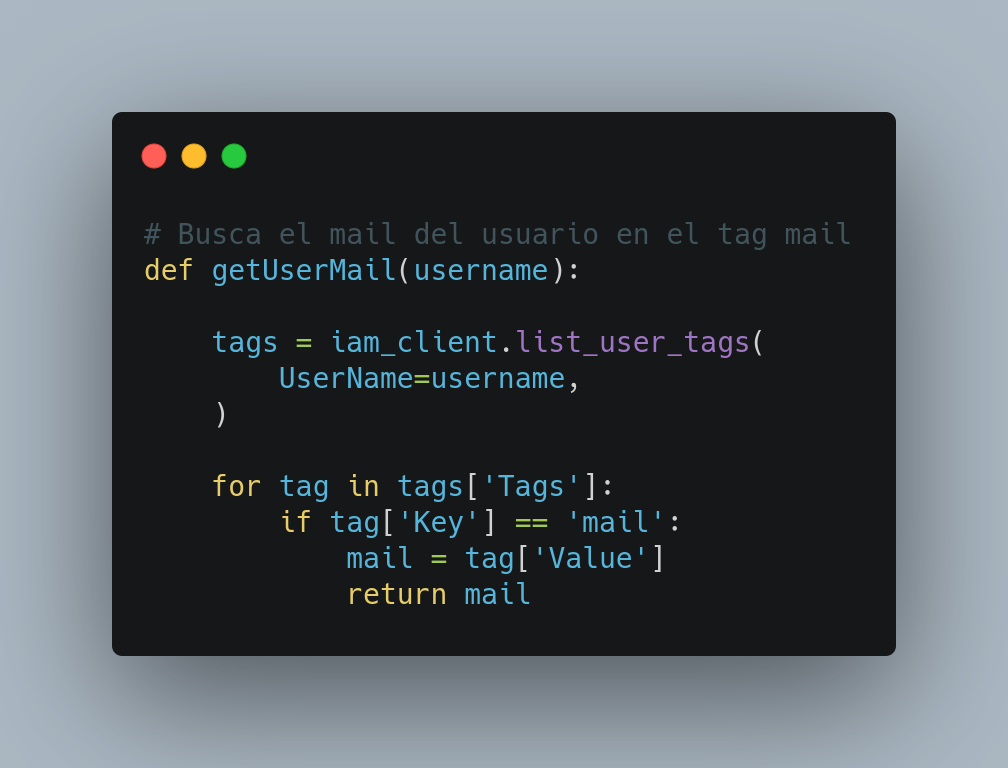 # Busca el mail del usuario en el tag mail
def getUserMail(username):
    tags = iam_client.list_user_tags(
        UserName=username,
    )
    for tag in tags['Tags']:
        if tag['Key'] == 'mail':
            mail = tag['Value']
            return mail